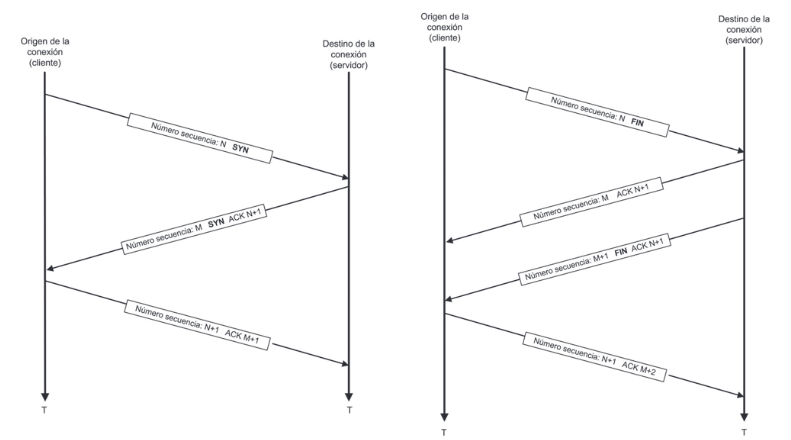 Origen de la
conexión
(cliente)
Destino de la
conexión
(servidor)
Número secuencia: N SYN
Número secuencia: M SYN ACK N+1
Número secuencia: N+1 ACK M+1
T
T
Origen de la
conexión
(cliente)
Destino de la
conexión
(servidor)
Número secuencia: N FIN
Número secuencia: M ACK N+1
Número secuencia: M+1 FIN ACK N+1
Número secuencia: N+1 ACK M+2
T
T